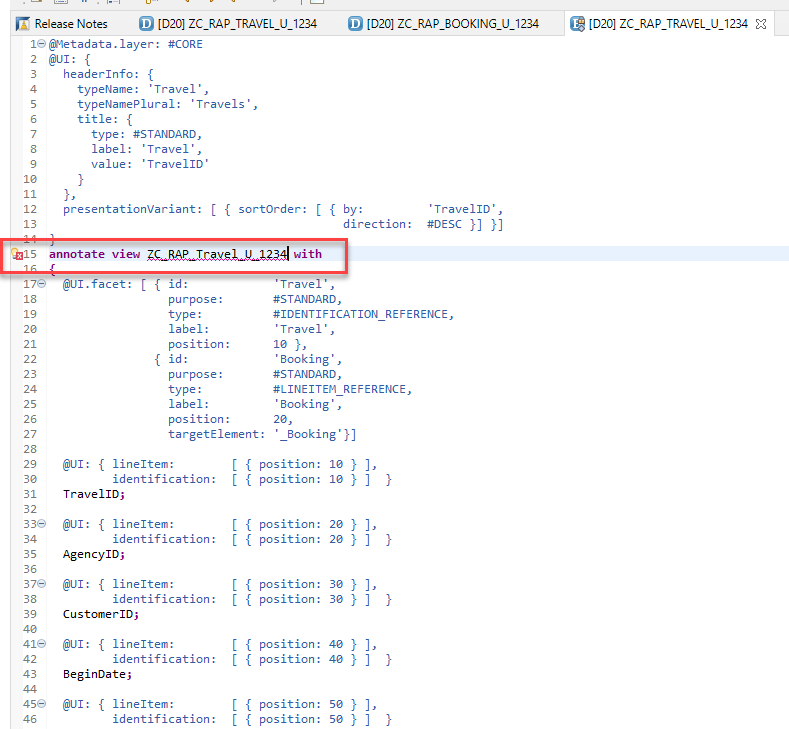 Release Notes
[D20] ZC_RAP_TRAVEL_U_1234
[D20] ZC_RAP_BOOKING_U_1234
[D20] ZC_RAP_TRAVEL_U_1234
1 @Metadata.layer: #CORE
2 @UI: {
3 headerInfo: {
4 typeName: 'Travel',
5 typeNamePlural: 'Travels',
6 title: {
7 type: #STANDARD,
8 label: 'Travel',
9 value: 'TravelID'
10 }
11 },
12 presentationVariant: [ { sortOrder: [ { by: 'TravelID',
13 direction: #DESC }] }]
14 }
15 annotate view ZC_RAP_Travel_U_1234 with
16 {
17 @UI.facet: [ { id: 'Travel',
18 purpose: #STANDARD,
19 type: #IDENTIFICATION_REFERENCE,
20 label: 'Travel',
21 position: 10 },
22 { id: 'Booking',
23 purpose: #STANDARD,
24 type: #LINEITEM_REFERENCE,
25 label: 'Booking',
26 position: 20,
27 targetElement: '_Booking'}]
28
29 @UI: { lineItem: [ { position: 10 } ],
30 identification: [ { position: 10 } ] }
31 TravelID;
32
33 @UI: { lineItem: [ { position: 20 } ],
34 identification: [ { position: 20 } ] }
35 AgencyID;
36
37 @UI: { lineItem: [ { position: 30 } ],
38 identification: [ { position: 30 } ] }
39 CustomerID;
40
41 @UI: { lineItem: [ { position: 40 } ],
42 identification: [ { position: 40 } ] }
43 BeginDate;
44
45 @UI: { lineItem: [ { position: 50 } ],
46 identification: [ { position: 50 } ] }